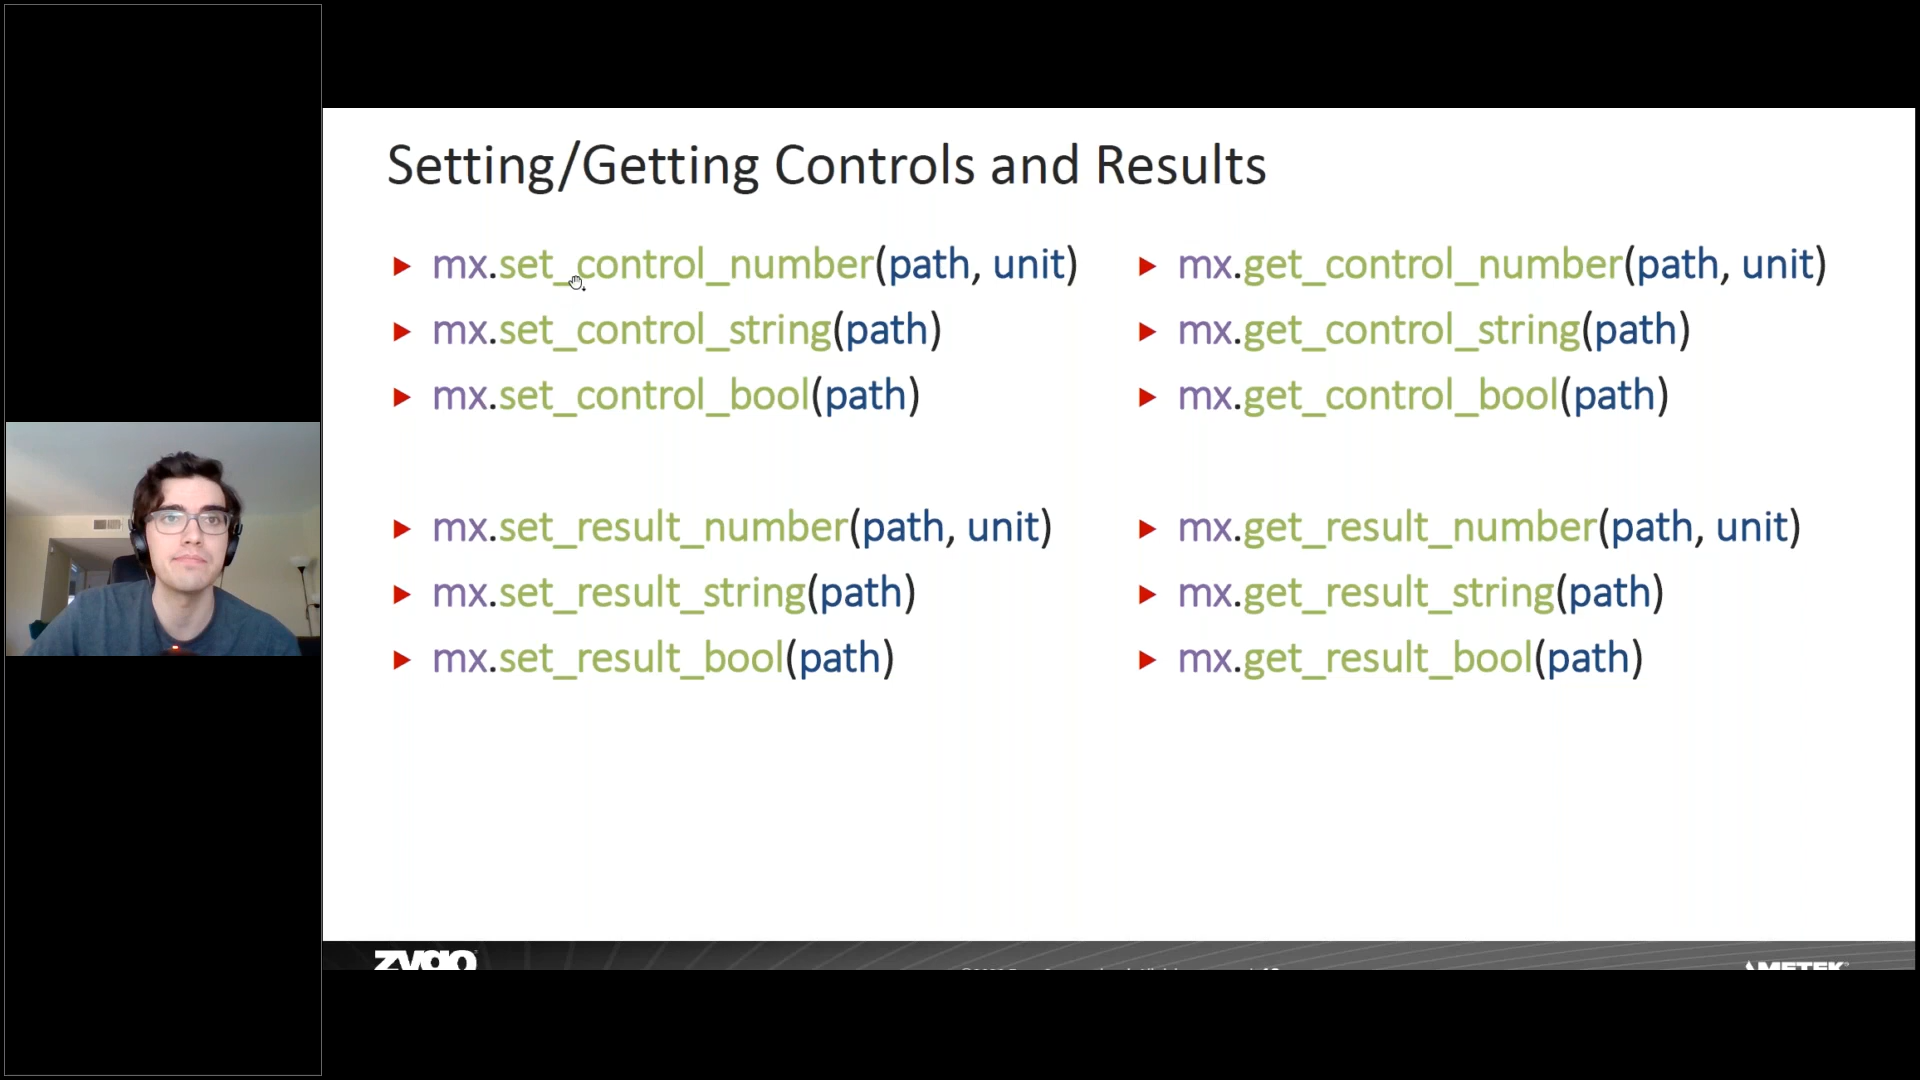 Setting/Getting Controls and Results
mx.set_control_number(path, unit)
mx.set_control_string(path)
mx.set_control_bool(path)
mx.set_result_number(path, unit)
mx.set_result_string(path)
mx.set_result_bool(path)
mx.get_control_number(path, unit)
mx.get_control_string(path)
mx.get_control_bool(path)
mx.get_result_number(path, unit)
mx.get_result_string(path)
mx.get_result_bool(path)
zygo
AMETEK